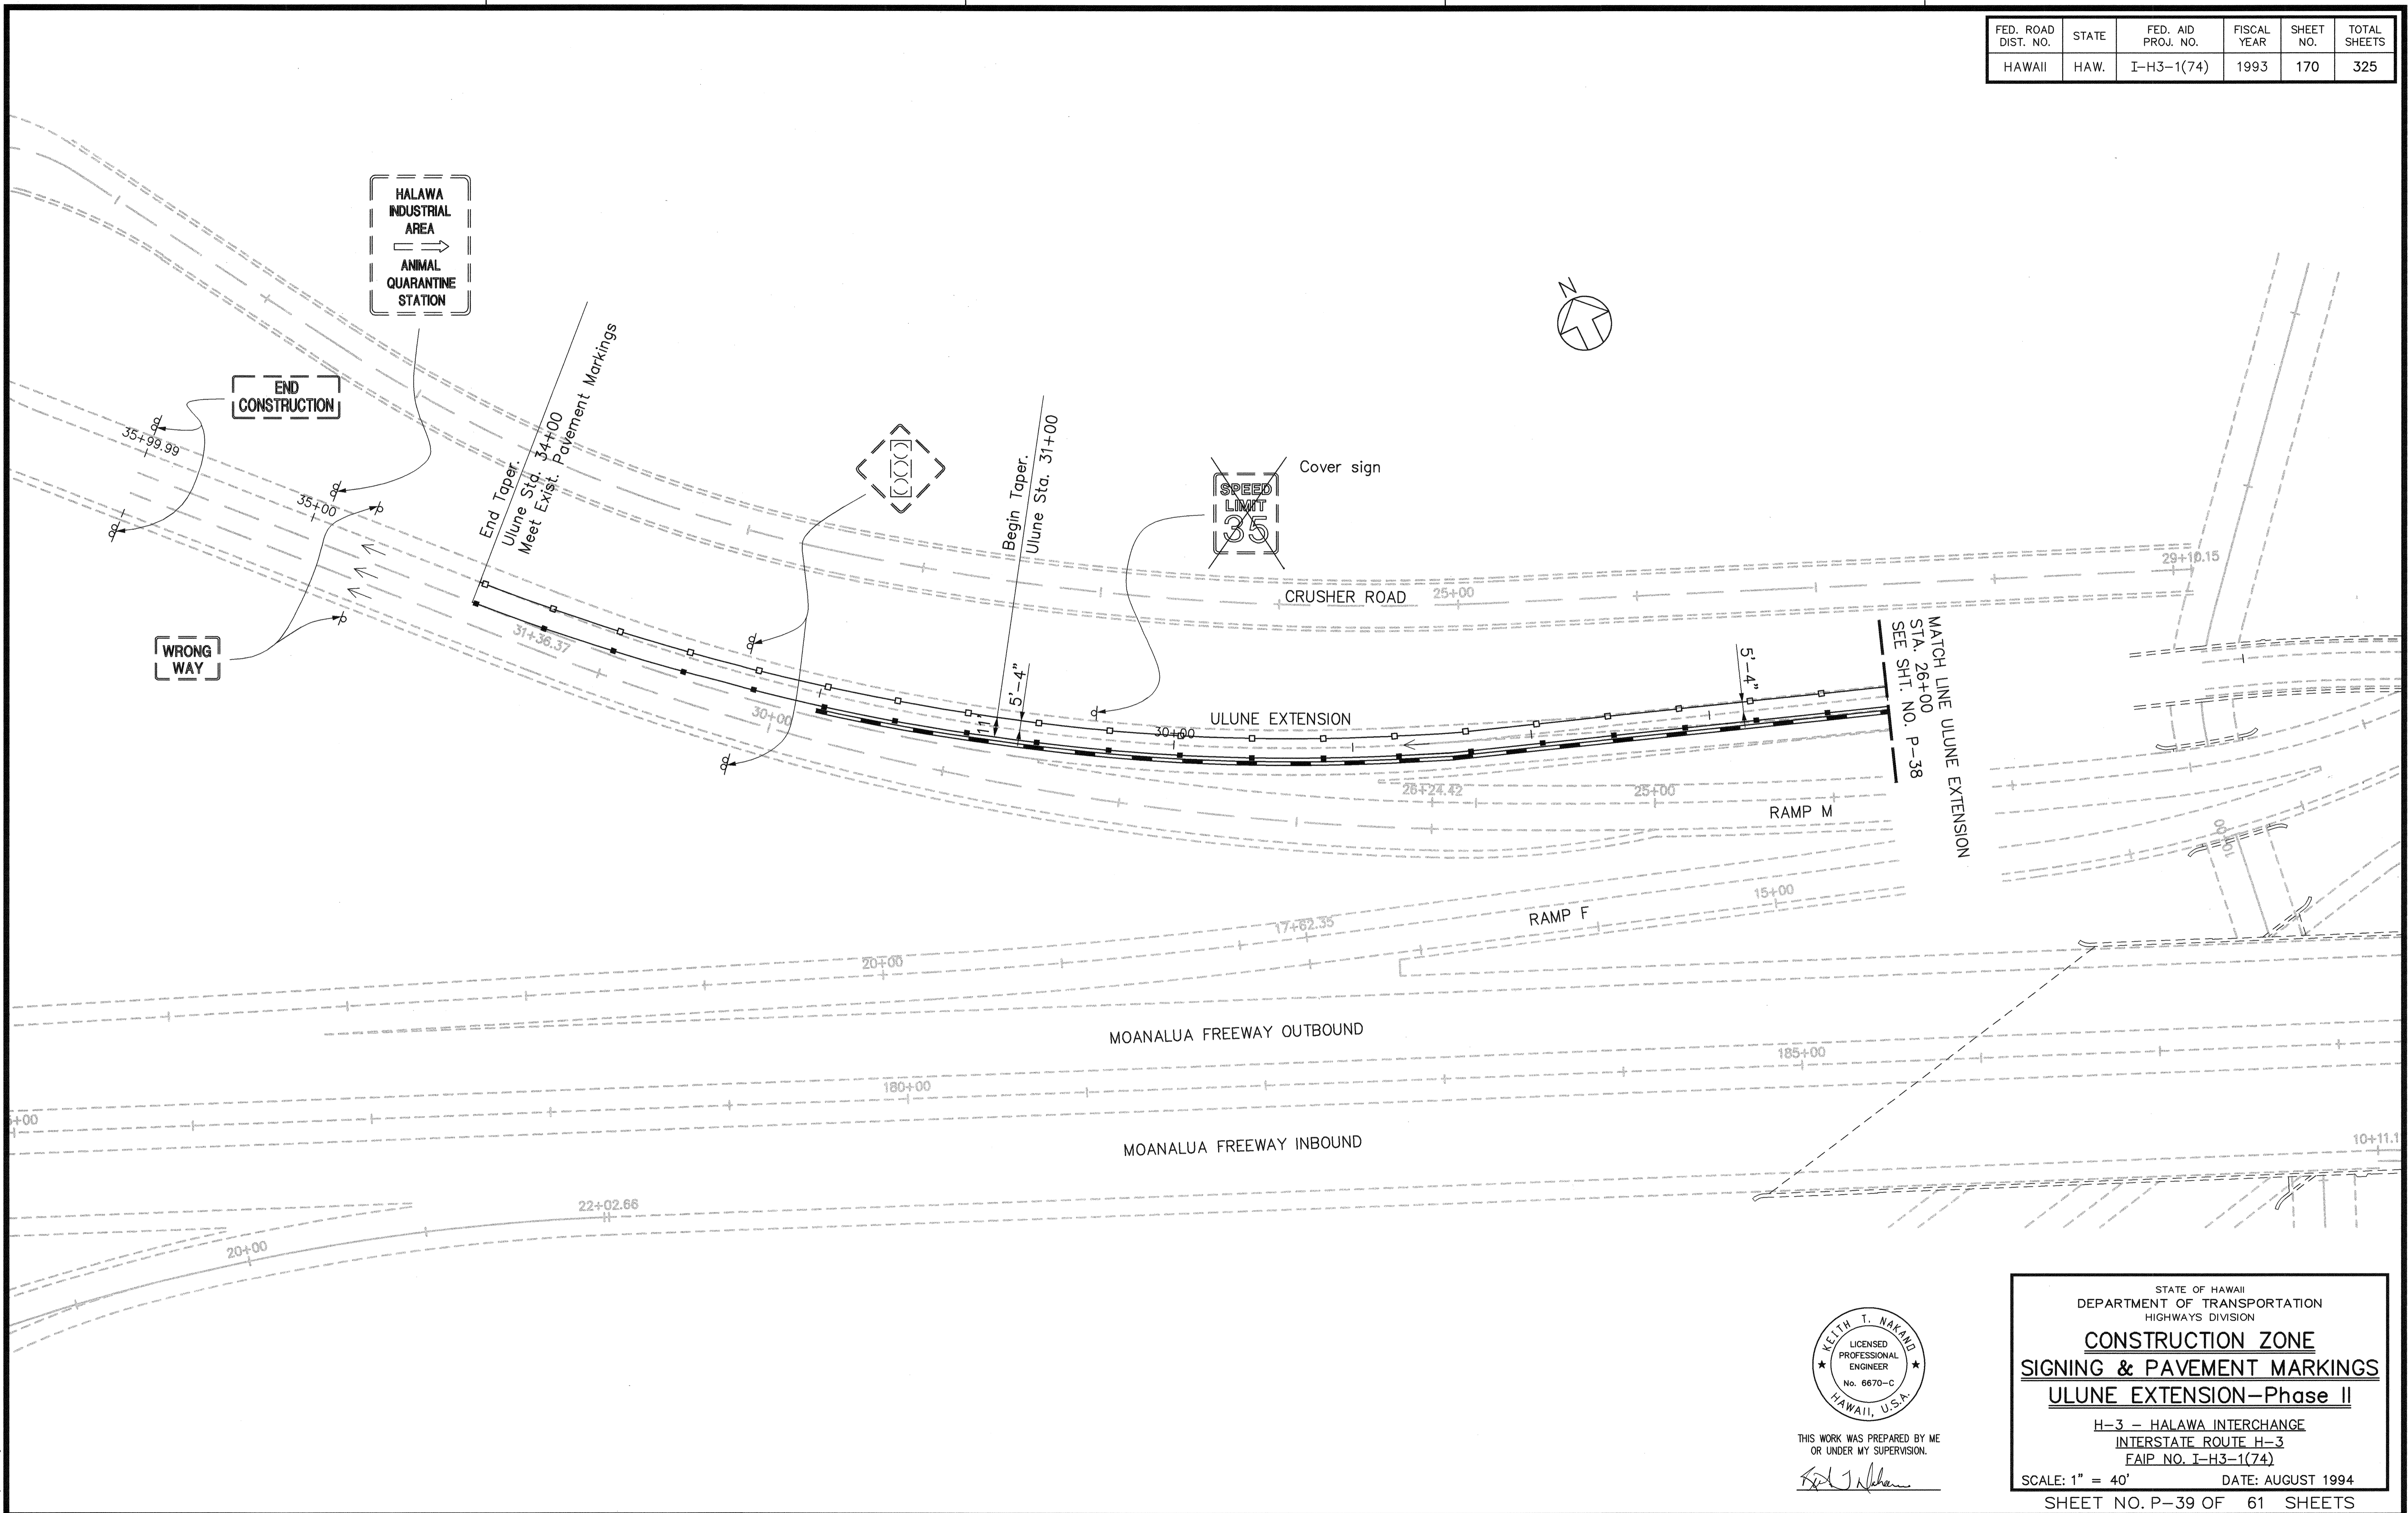 FED. ROAD DIST. NO. STATE FED. AID PROJ. NO. FISCAL YEAR SHEET NO. TOTAL SHEETS
HAWAII HAW. I-H3-1(74) 1993 170 325
HALAWA
INDUSTRIAL
AREA
ANIMAL
QUARANTINE
STATION
END
CONSTRUCTION
35+99.99
35+00
WRONG
WAY
End Taper.
Ulune Sta. 34+00
Meet Exist. Pavement Markings
Begin Taper.
Ulune Sta. 31+00
SPEED
LIMIT
35
Cover sign
N
CRUSHER ROAD
25+00
29+10.15
31+36.37
30+00
11'
5'-4"
30+00
ULUNE EXTENSION
5'-4"
MATCH LINE ULUNE EXTENSION
STA. 26+00
SEE SHT. NO. P-38
26+24.42
25+00
RAMP M
10+00
15+00
RAMP F
17+62.35
20+00
MOANALUA FREEWAY OUTBOUND
185+00
180+00
+00
MOANALUA FREEWAY INBOUND
10+11.1
22+02.66
20+00
KEITH T. NAKANO
LICENSED
PROFESSIONAL
ENGINEER
No. 6670-C
HAWAII, U.S.A.
THIS WORK WAS PREPARED BY ME
OR UNDER MY SUPERVISION.
STATE OF HAWAII
DEPARTMENT OF TRANSPORTATION
HIGHWAYS DIVISION
CONSTRUCTION ZONE
SIGNING & PAVEMENT MARKINGS
ULUNE EXTENSION-Phase II
H-3 - HALAWA INTERCHANGE
INTERSTATE ROUTE H-3
FAIP NO. I-H3-1(74)
SCALE: 1" = 40' DATE: AUGUST 1994
SHEET NO. P-39 OF 61 SHEETS